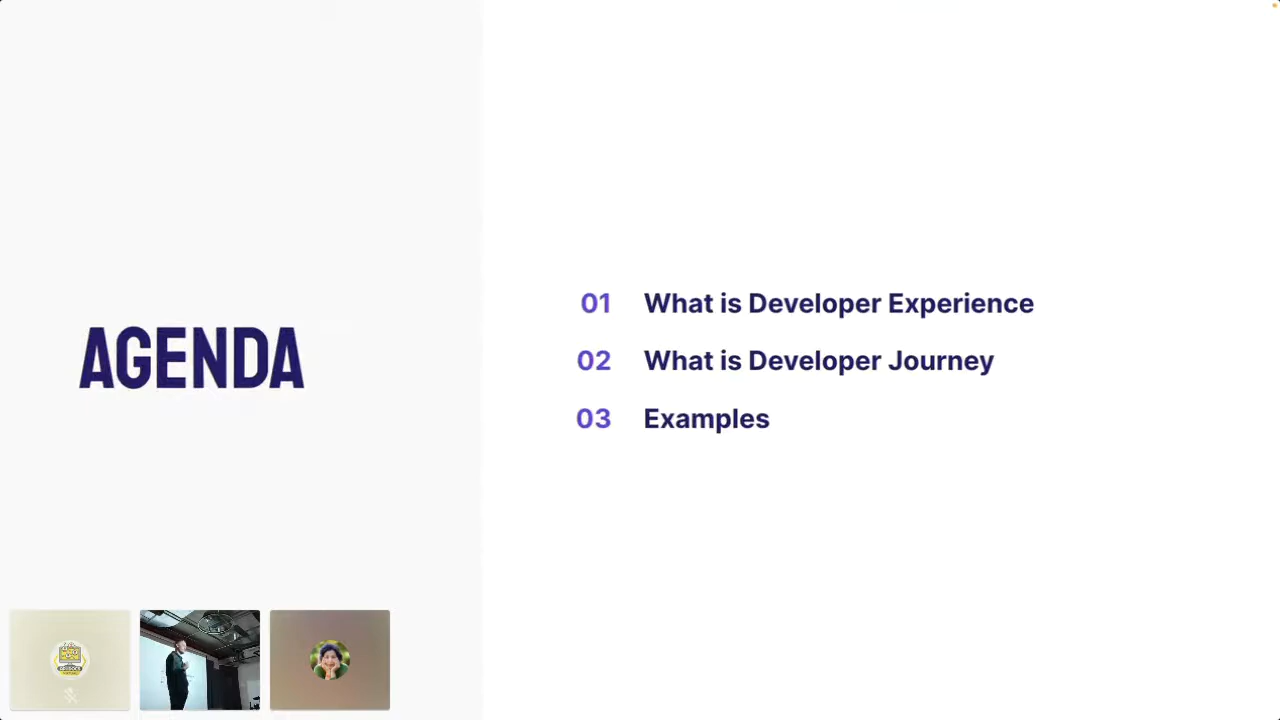 AGENDA
01 What is Developer Experience
02 What is Developer Journey
03 Examples